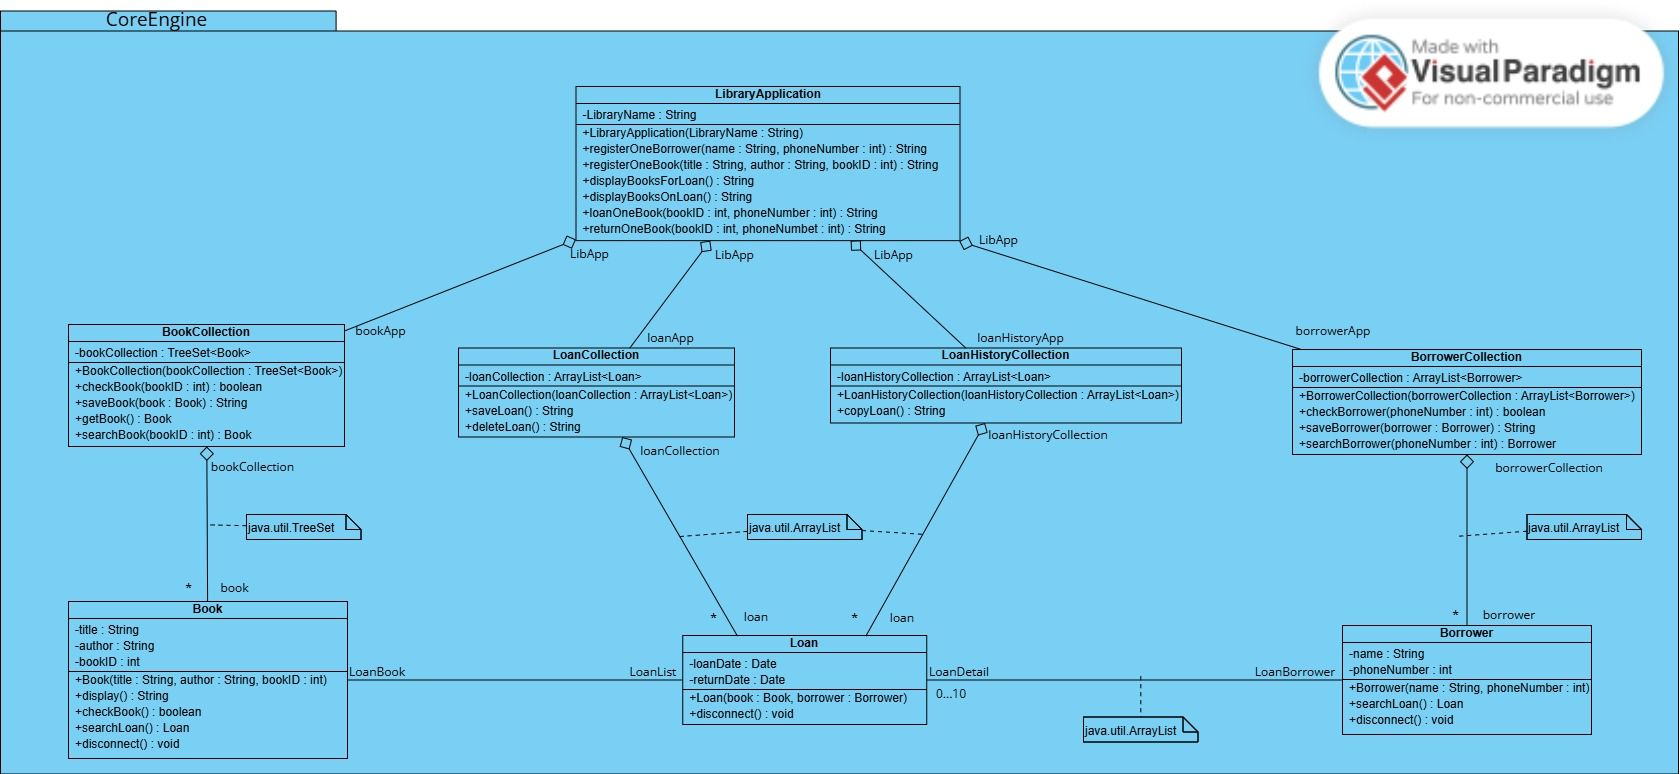 CoreEngine
Made with
VisualParadigm
For non-commercial use
LibraryApplication
-LibraryName : String
+LibraryApplication(LibraryName : String)
+registerOneBorrower(name : String, phoneNumber : int) : String
+registerOneBook(title : String, author : String, bookID : int) : String
+displayBooksForLoan() : String
+displayBooksOnLoan() : String
+loanOneBook(bookID : int, phoneNumber : int) : String
+returnOneBook(bookID : int, phoneNumbet : int) : String
LibApp
LibApp
LibApp
LibApp
bookApp
loanApp
loanHistoryApp
borrowerApp
BookCollection
-bookCollection : TreeSet<Book>
+BookCollection(bookCollection : TreeSet<Book>)
+checkBook(bookID : int) : boolean
+saveBook(book : Book) : String
+getBook() : Book
+searchBook(bookID : int) : Book
LoanCollection
-loanCollection : ArrayList<Loan>
+LoanCollection(loanCollection : ArrayList<Loan>)
+saveLoan() : String
+deleteLoan() : String
LoanHistoryCollection
-loanHistoryCollection : ArrayList<Loan>
+LoanHistoryCollection(loanHistoryCollection : ArrayList<Loan>)
+copyLoan() : String
BorrowerCollection
-borrowerCollection : ArrayList<Borrower>
+BorrowerCollection(borrowerCollection : ArrayList<Borrower>)
+checkBorrower(phoneNumber : int) : boolean
+saveBorrower(borrower : Borrower) : String
+searchBorrower(phoneNumber : int) : Borrower
bookCollection
loanCollection
loanHistoryCollection
borrowerCollection
java.util.TreeSet
java.util.ArrayList
java.util.ArrayList
* book
* loan
* loan
* borrower
Book
-title : String
-author : String
-bookID : int
+Book(title : String, author : String, bookID : int)
+display() : String
+checkBook() : boolean
+searchLoan() : Loan
+disconnect() : void
LoanBook
LoanList
Loan
-loanDate : Date
-returnDate : Date
+Loan(book : Book, borrower : Borrower)
+disconnect() : void
LoanDetail
0...10
LoanBorrower
java.util.ArrayList
Borrower
-name : String
-phoneNumber : int
+Borrower(name : String, phoneNumber : int)
+searchLoan() : Loan
+disconnect() : void